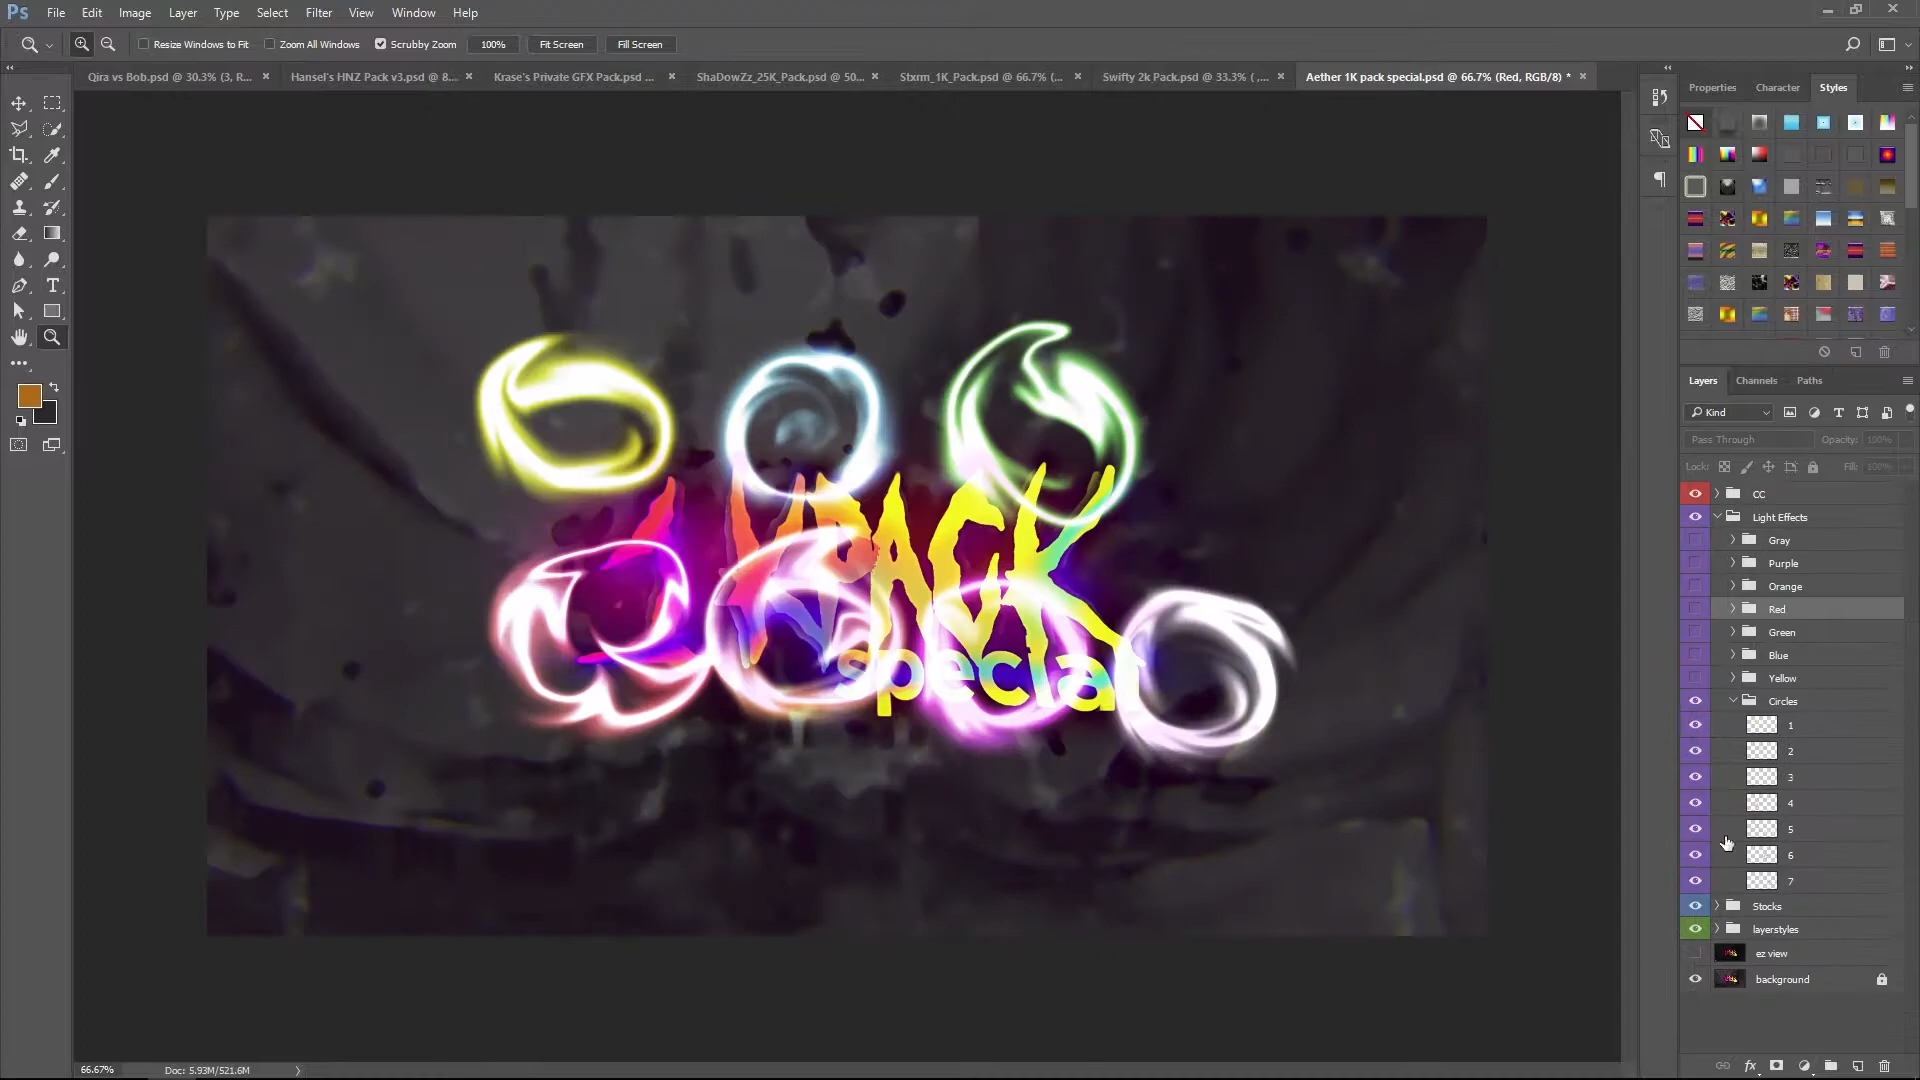 Ps File Edit Image Layer Type Select Filter View Window Help
Resize Windows to Fit Zoom All Windows Scrubby Zoom 100% Fit Screen Fill Screen
Qira vs Bob.psd @ 30.3% (3, R... Hansel's HNZ Pack v3.psd @ 8... Krase's Private GFX Pack.psd ... ShaDowZz_25K_Pack.psd @ 50... Stxrm_1K_Pack.psd @ 66.7% (... Swifty 2k Pack.psd @ 33.3% ( ,... Aether 1K pack special.psd @ 66.7% (Red, RGB/8) *
Properties Character Styles
PACK
special
Layers Channels Paths
Kind
Pass Through Opacity: 100%
Lock: Fill: 100%
CC
Light Effects
Gray
Purple
Orange
Red
Green
Blue
Yellow
Circles
1
2
3
4
5
6
7
Stocks
layerstyles
ez view
background
fx
66.67% Doc: 5.93M/521.6M